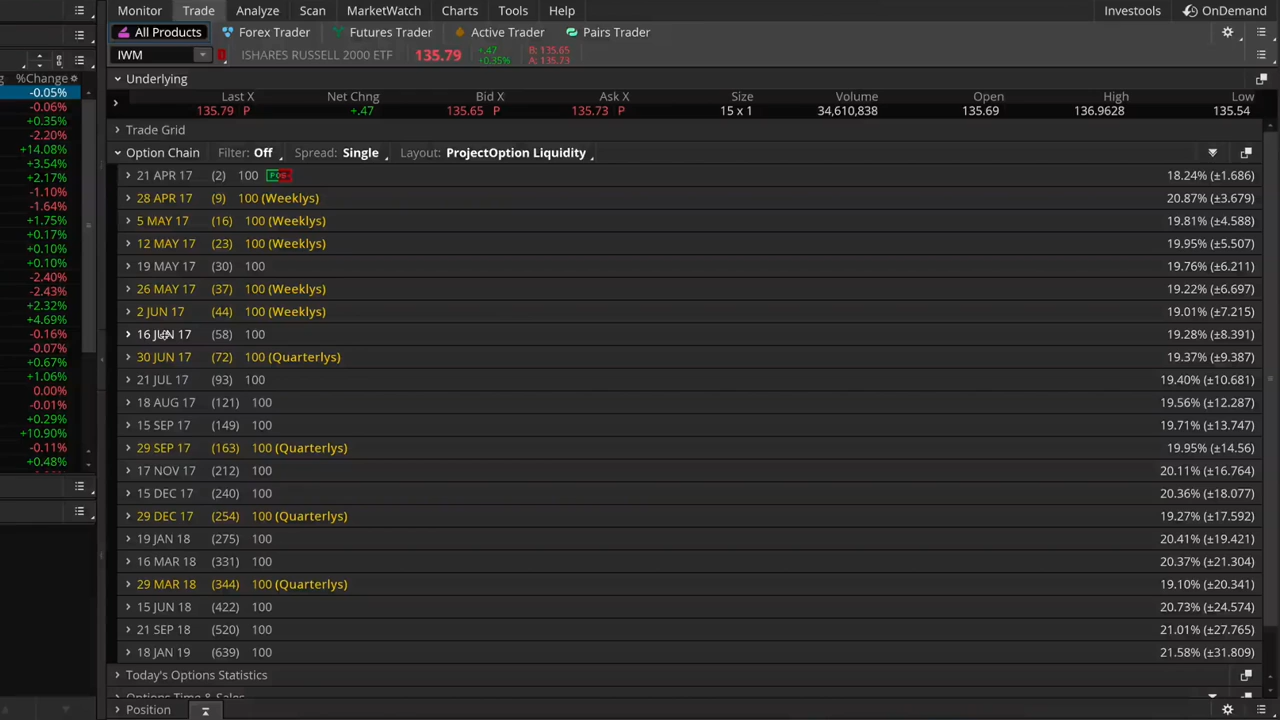 Monitor Trade Analyze Scan MarketWatch Charts Tools Help Investools OnDemand
All Products Forex Trader Futures Trader Active Trader Pairs Trader
IWM ISHARES RUSSELL 2000 ETF 135.79 +.47 +0.35% B: 135.65 A: 135.73
%Change
-0.05%
-0.06%
+0.35%
-2.20%
+14.08%
+3.54%
+2.17%
-1.10%
-1.64%
+1.75%
+0.17%
+0.10%
+0.10%
-2.40%
-2.43%
+2.32%
+4.69%
-0.16%
-0.07%
+0.67%
+1.06%
0.00%
-0.01%
+0.29%
+10.90%
-0.11%
+0.48%
Underlying
Last X Net Chng Bid X Ask X Size Volume Open High Low
135.79 P +.47 135.65 P 135.73 P 15 x 1 34,610,838 135.69 136.9628 135.54
Trade Grid
Option Chain Filter: Off Spread: Single Layout: ProjectOption Liquidity
21 APR 17 (2) 100 18.24% (±1.686)
28 APR 17 (9) 100 (Weeklys) 20.87% (±3.679)
5 MAY 17 (16) 100 (Weeklys) 19.81% (±4.588)
12 MAY 17 (23) 100 (Weeklys) 19.95% (±5.507)
19 MAY 17 (30) 100 19.76% (±6.211)
26 MAY 17 (37) 100 (Weeklys) 19.22% (±6.697)
2 JUN 17 (44) 100 (Weeklys) 19.01% (±7.215)
16 JUN 17 (58) 100 19.28% (±8.391)
30 JUN 17 (72) 100 (Quarterlys) 19.37% (±9.387)
21 JUL 17 (93) 100 19.40% (±10.681)
18 AUG 17 (121) 100 19.56% (±12.287)
15 SEP 17 (149) 100 19.71% (±13.747)
29 SEP 17 (163) 100 (Quarterlys) 19.95% (±14.56)
17 NOV 17 (212) 100 20.11% (±16.764)
15 DEC 17 (240) 100 20.36% (±18.077)
29 DEC 17 (254) 100 (Quarterlys) 19.27% (±17.592)
19 JAN 18 (275) 100 20.41% (±19.421)
16 MAR 18 (331) 100 20.37% (±21.304)
29 MAR 18 (344) 100 (Quarterlys) 19.10% (±20.341)
15 JUN 18 (422) 100 20.73% (±24.574)
21 SEP 18 (520) 100 21.01% (±27.765)
18 JAN 19 (639) 100 21.58% (±31.809)
Today's Options Statistics
Options Time & Sales
Position